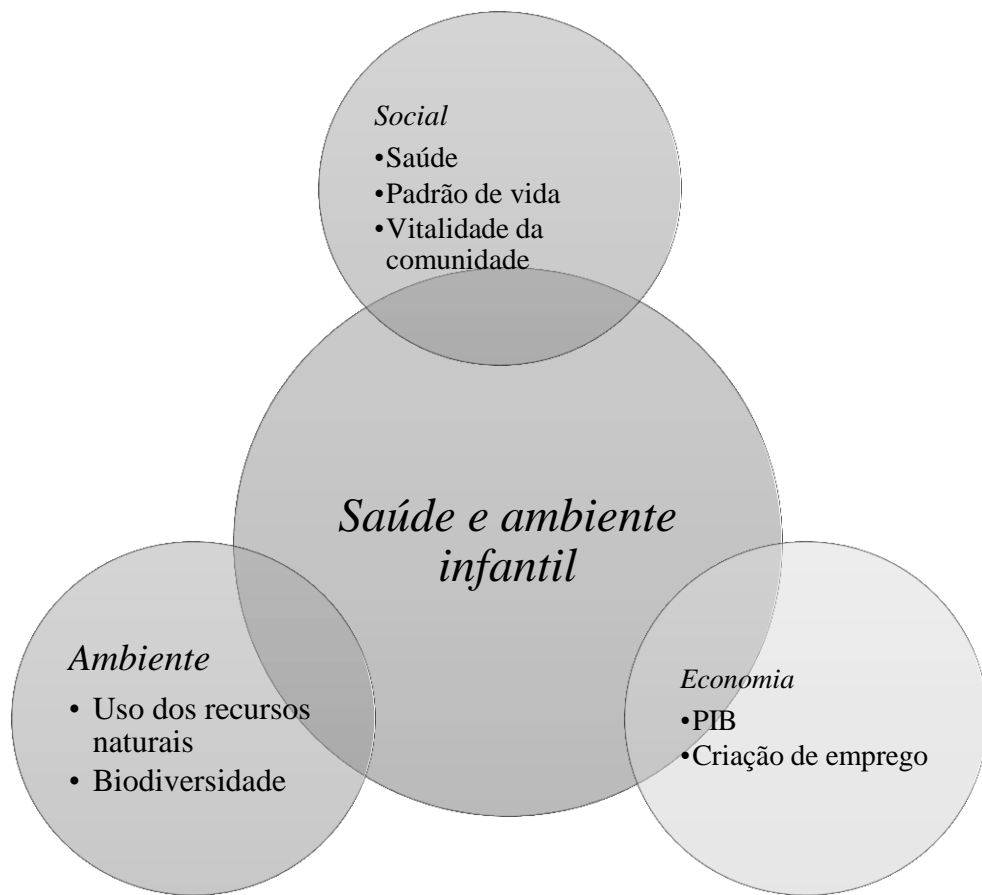 Social
•Saúde
•Padrão de vida
•Vitalidade da
comunidade
Saúde e ambiente
infantil
Ambiente
• Uso dos recursos
naturais
• Biodiversidade
Economia
•PIB
•Criação de emprego